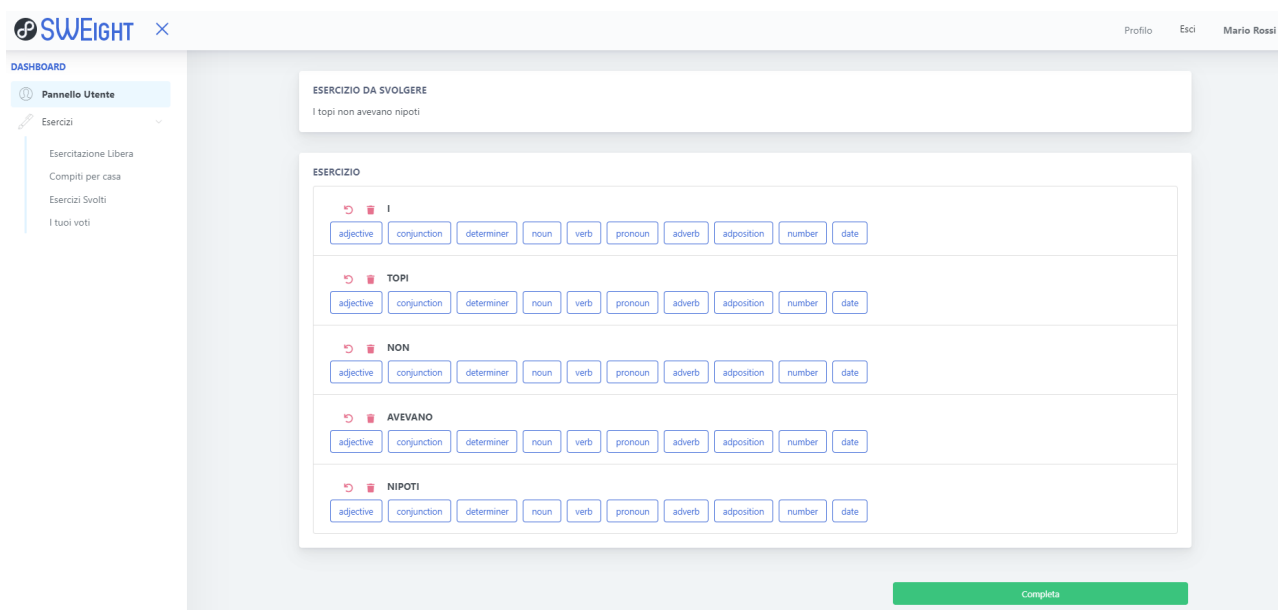 SWEIGHT
Profilo Esci Mario Rossi
DASHBOARD
Pannello Utente
Esercizi
Esercitazione Libera
Compiti per casa
Esercizi Svolti
I tuoi voti
ESERCIZIO DA SVOLGERE
I topi non avevano nipoti
ESERCIZIO
I
adjective conjunction determiner noun verb pronoun adverb adposition number date
TOPI
adjective conjunction determiner noun verb pronoun adverb adposition number date
NON
adjective conjunction determiner noun verb pronoun adverb adposition number date
AVEVANO
adjective conjunction determiner noun verb pronoun adverb adposition number date
NIPOTI
adjective conjunction determiner noun verb pronoun adverb adposition number date
Completa